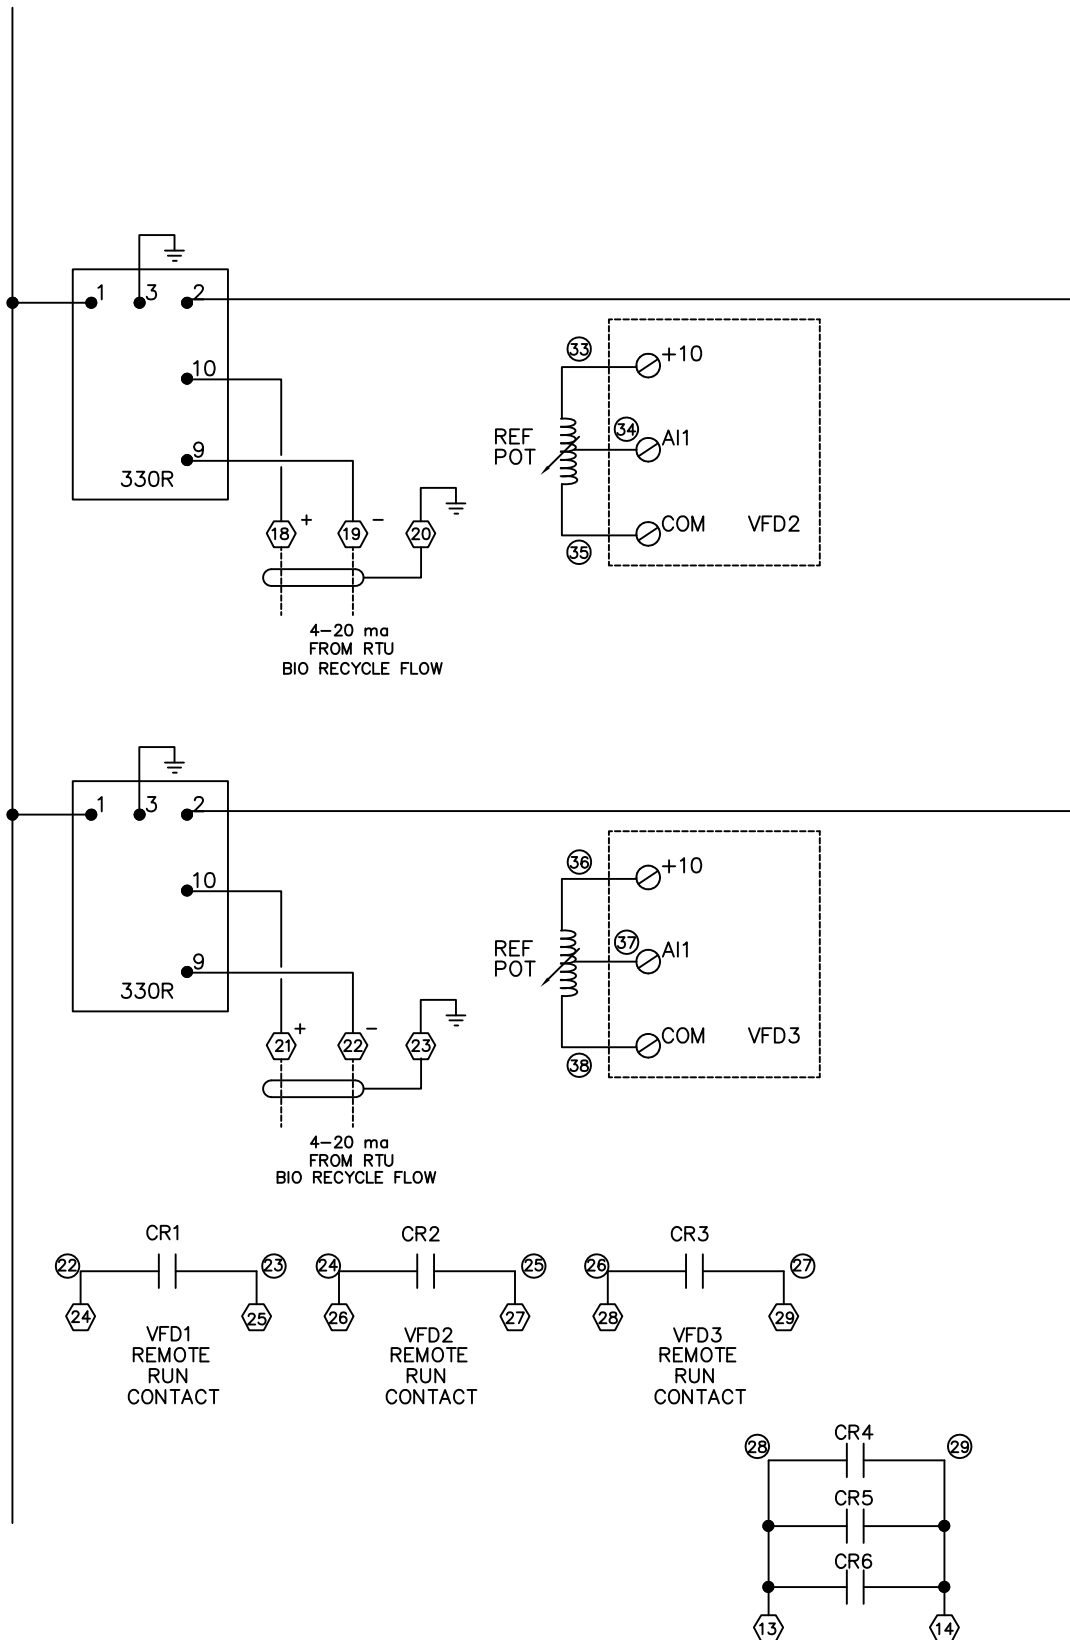 1 3 2
10
9
330R
18 + 19 - 20
4-20 ma
FROM RTU
BIO RECYCLE FLOW
33
+10
REF
POT
34
AI1
35
COM
VFD2
1 3 2
10
9
330R
21 + 22 - 23
4-20 ma
FROM RTU
BIO RECYCLE FLOW
36
+10
REF
POT
37
AI1
38
COM
VFD3
CR1
22 23
24 25
VFD1
REMOTE
RUN
CONTACT
CR2
24 25
26 27
VFD2
REMOTE
RUN
CONTACT
CR3
26 27
28 29
VFD3
REMOTE
RUN
CONTACT
28 CR4 29
CR5
CR6
13 14